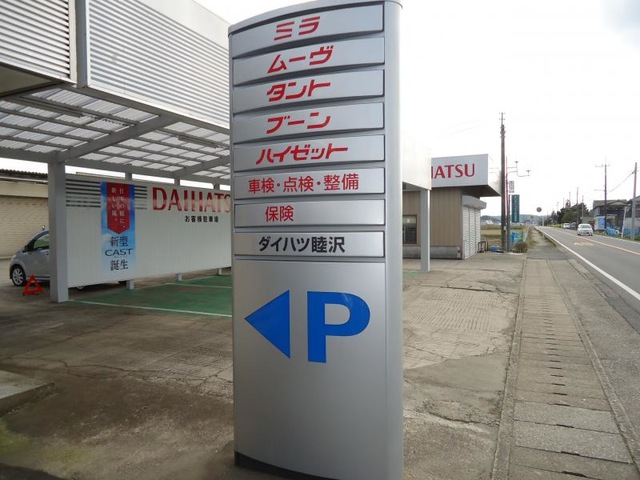 ミラ
ムーヴ
タント
ブーン
ハイゼット
車検・点検・整備
保険
ダイハツ睦沢
P
DAIHATSU
お客様駐車場
新型
CAST
誕生
HATSU